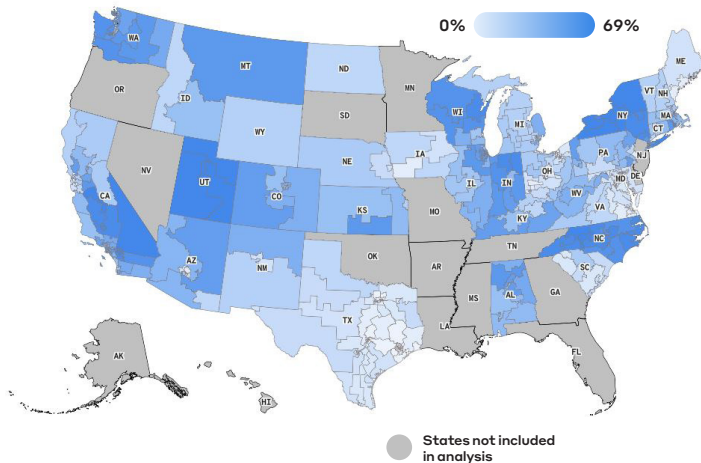 0% 69%
WA
ME
MT
ND
VT
NH
OR
MN
ID
WI
NY
MA
SD
MI
CT
WY
IA
PA
NJ
NE
OH
MD
DE
NV
IL
IN
UT
CO
WV
CA
VA
KS
MO
KY
NC
TN
AZ
OK
NM
AR
SC
MS
AL
GA
TX
LA
AK
FL
HI
States not included
in analysis